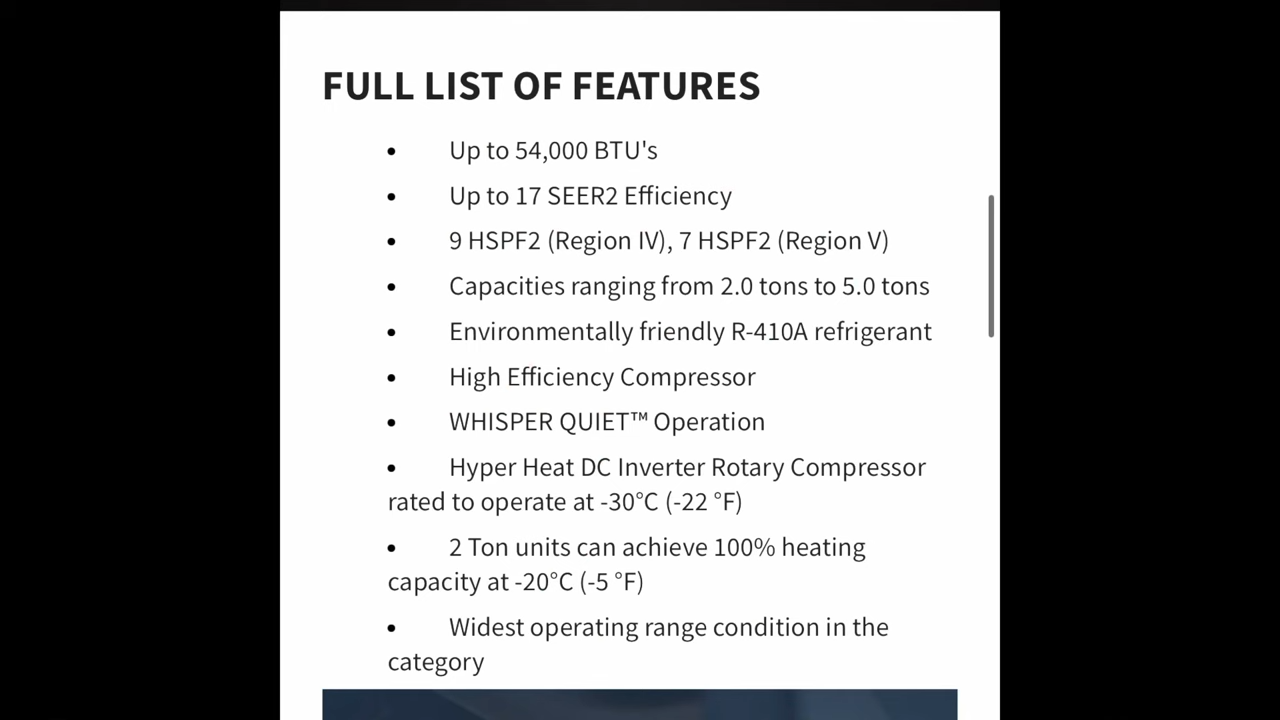 FULL LIST OF FEATURES
• Up to 54,000 BTU's
• Up to 17 SEER2 Efficiency
• 9 HSPF2 (Region IV), 7 HSPF2 (Region V)
• Capacities ranging from 2.0 tons to 5.0 tons
• Environmentally friendly R-410A refrigerant
• High Efficiency Compressor
• WHISPER QUIET™ Operation
• Hyper Heat DC Inverter Rotary Compressor
rated to operate at -30°C (-22 °F)
• 2 Ton units can achieve 100% heating
capacity at -20°C (-5 °F)
• Widest operating range condition in the
category